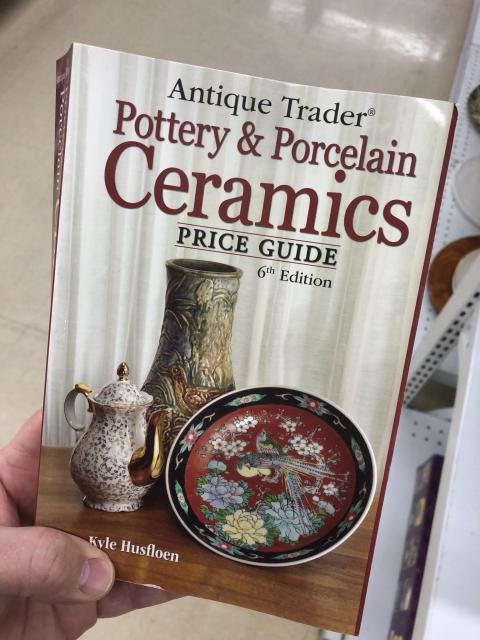 Antique Trader®
Pottery & Porcelain
Ceramics
PRICE GUIDE
6th Edition
Kyle Husfloen